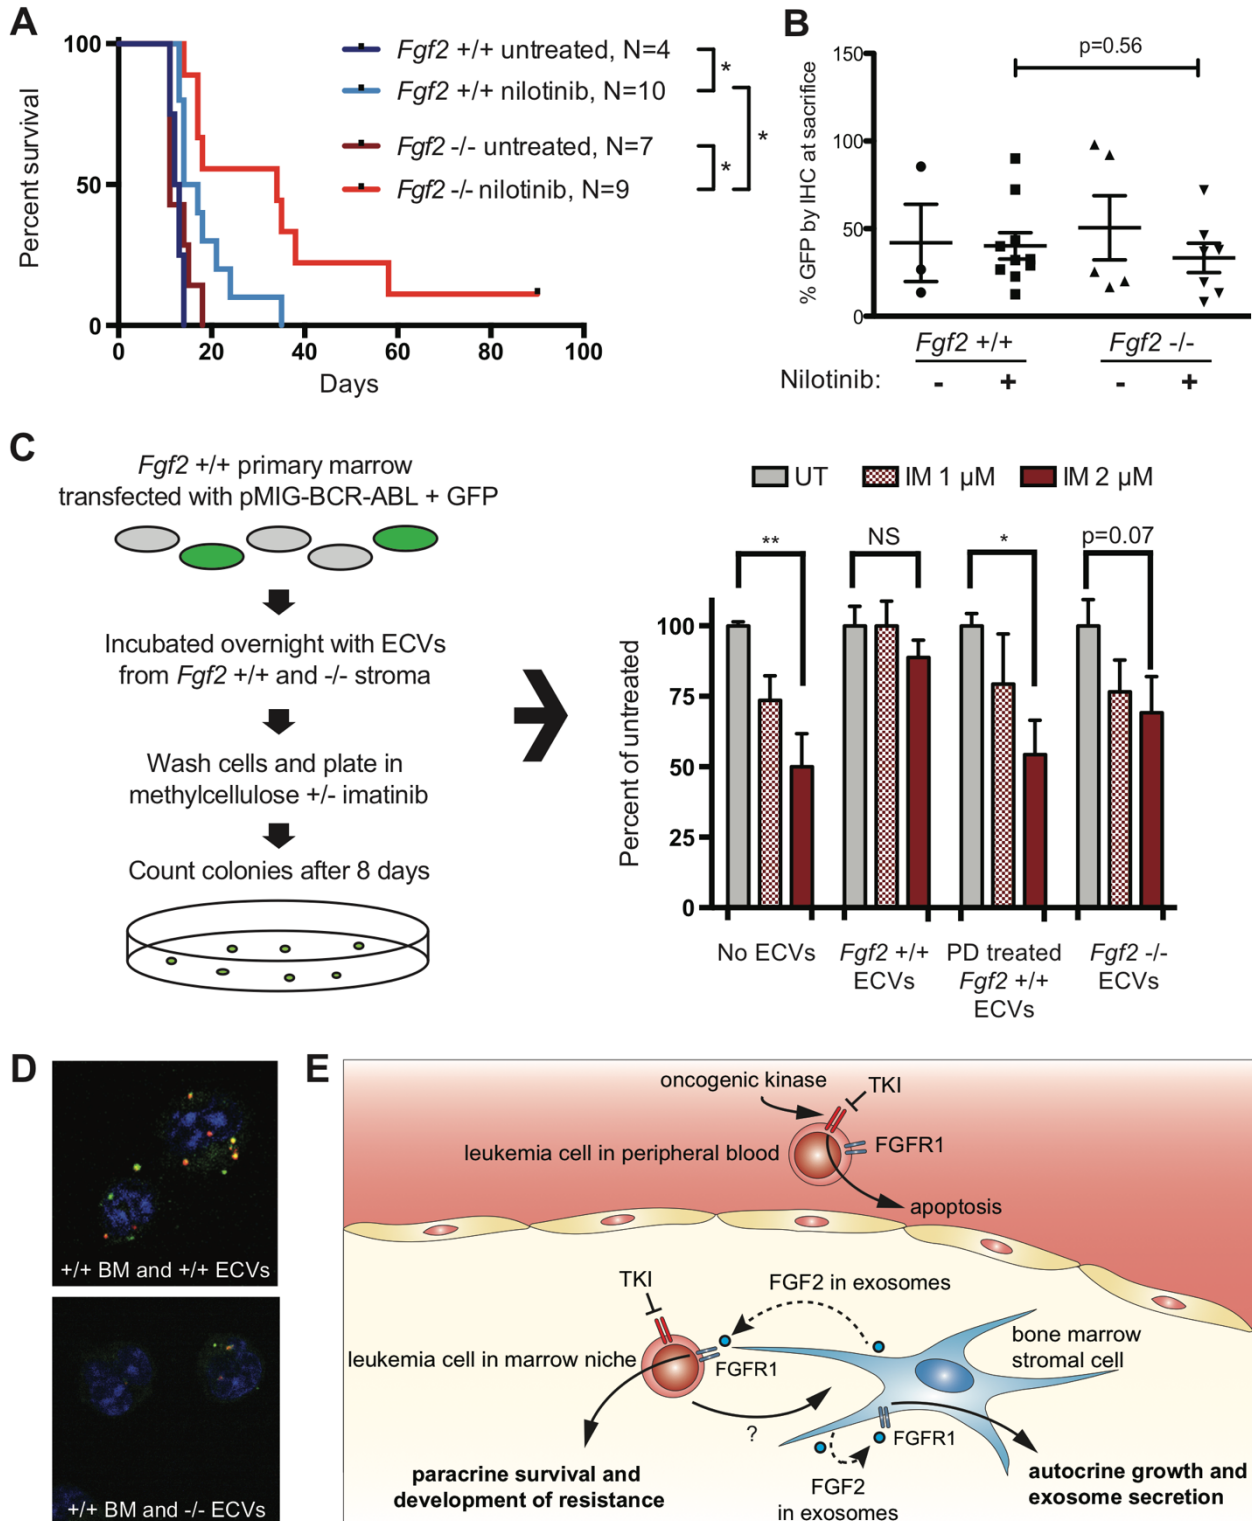 A
100
50
0
Percent survival
0 20 40 60 80 100
Days
Fgf2 +/+ untreated, N=4
Fgf2 +/+ nilotinib, N=10
Fgf2 -/- untreated, N=7
Fgf2 -/- nilotinib, N=9
*
*
*
B
p=0.56
150
100
50
0
% GFP by IHC at sacrifice
Fgf2 +/+ Fgf2 -/-
Nilotinib: - + - +
C
Fgf2 +/+ primary marrow
transfected with pMIG-BCR-ABL + GFP
Incubated overnight with ECVs
from Fgf2 +/+ and -/- stroma
Wash cells and plate in
methylcellulose +/- imatinib
Count colonies after 8 days
UT IM 1 μM IM 2 μM
** NS * p=0.07
100
75
50
25
0
Percent of untreated
No ECVs
Fgf2 +/+
ECVs
PD treated
Fgf2 +/+
ECVs
Fgf2 -/-
ECVs
D
+/+ BM and +/+ ECVs
+/+ BM and -/- ECVs
E
oncogenic kinase
TKI
FGFR1
leukemia cell in peripheral blood
apoptosis
TKI
FGF2 in exosomes
bone marrow
stromal cell
leukemia cell in marrow niche
FGFR1
?
FGFR1
FGF2
in exosomes
paracrine survival and
development of resistance
autocrine growth and
exosome secretion